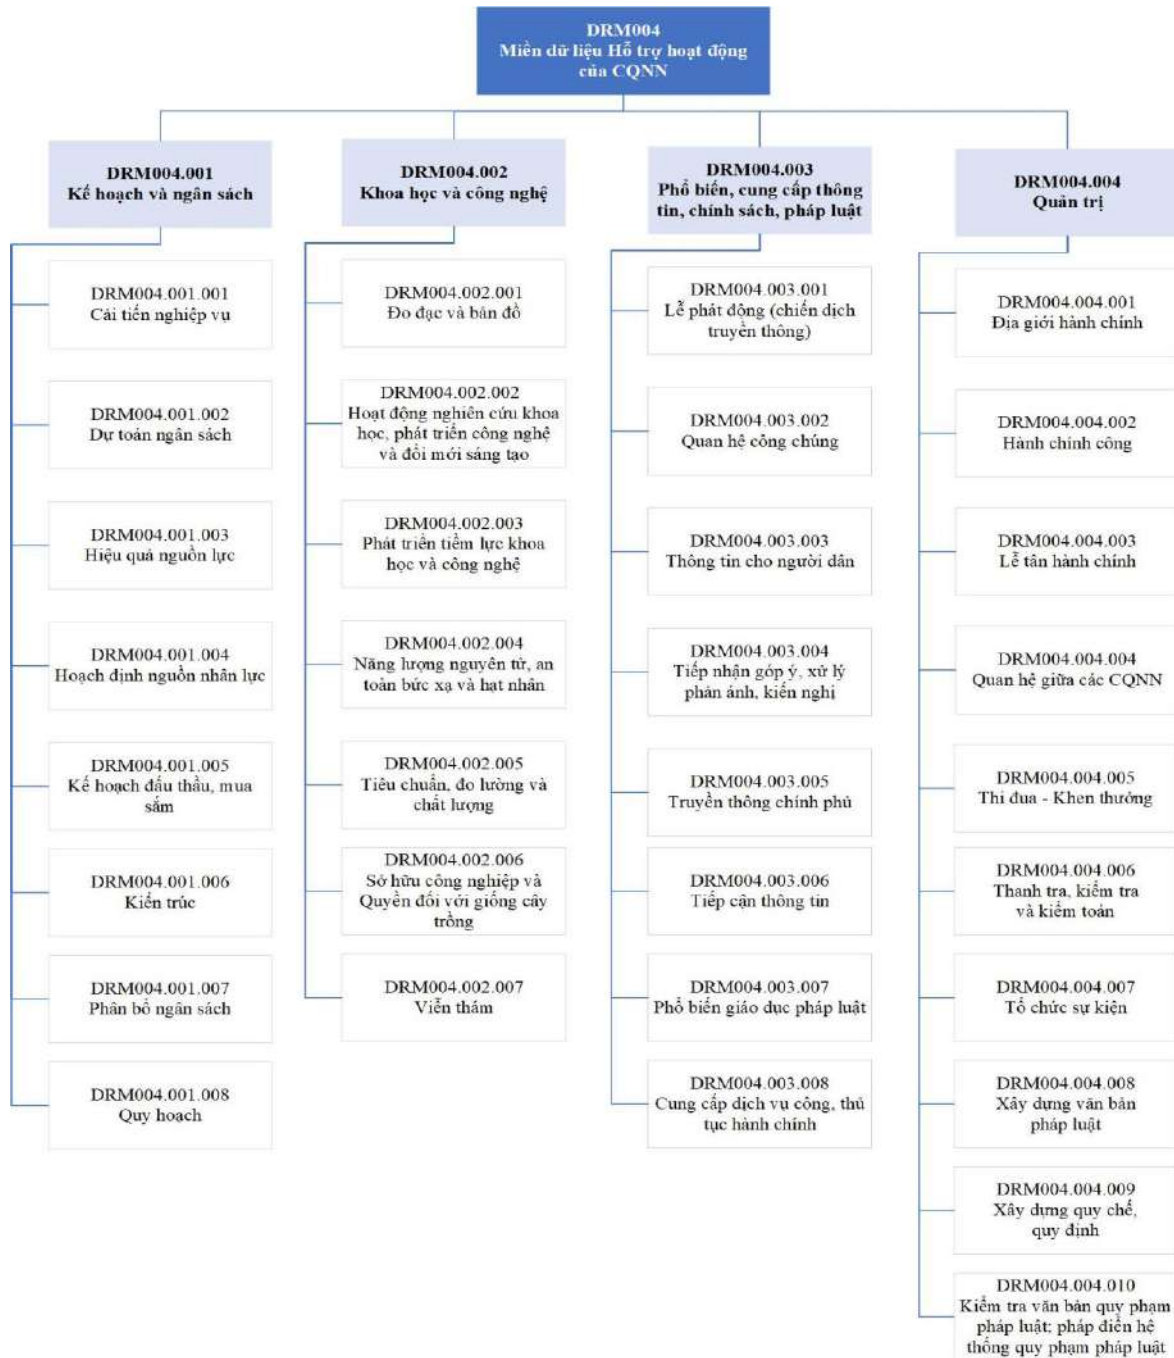 DRM004
Miền dữ liệu Hỗ trợ hoạt động
của CQNN
DRM004.001
Kế hoạch và ngân sách
DRM004.001.001
Cải tiến nghiệp vụ
DRM004.001.002
Dự toán ngân sách
DRM004.001.003
Hiệu quả nguồn lực
DRM004.001.004
Hoạch định nguồn nhân lực
DRM004.001.005
Kế hoạch đấu thầu, mua
sắm
DRM004.001.006
Kiến trúc
DRM004.001.007
Phân bổ ngân sách
DRM004.001.008
Quy hoạch
DRM004.002
Khoa học và công nghệ
DRM004.002.001
Đo đạc và bản đồ
DRM004.002.002
Hoạt động nghiên cứu khoa
học, phát triển công nghệ
và đổi mới sáng tạo
DRM004.002.003
Phát triển tiềm lực khoa
học và công nghệ
DRM004.002.004
Năng lượng nguyên tử, an
toàn bức xạ và hạt nhân
DRM004.002.005
Tiêu chuẩn, đo lường và
chất lượng
DRM004.002.006
Sở hữu công nghiệp và
Quyền đối với giống cây
trồng
DRM004.002.007
Viễn thám
DRM004.003
Phổ biến, cung cấp thông
tin, chính sách, pháp luật
DRM004.003.001
Lễ phát động (chiến dịch
truyền thông)
DRM004.003.002
Quan hệ công chúng
DRM004.003.003
Thông tin cho người dân
DRM004.003.004
Tiếp nhận góp ý, xử lý
phản ánh, kiến nghị
DRM004.003.005
Truyền thông chính phủ
DRM004.003.006
Tiếp cận thông tin
DRM004.003.007
Phổ biến giáo dục pháp luật
DRM004.003.008
Cung cấp dịch vụ công, thủ
tục hành chính
DRM004.004
Quản trị
DRM004.004.001
Địa giới hành chính
DRM004.004.002
Hành chính công
DRM004.004.003
Lễ tân hành chính
DRM004.004.004
Quan hệ giữa các CQNN
DRM004.004.005
Thi đua - Khen thưởng
DRM004.004.006
Thanh tra, kiểm tra
và kiểm toán
DRM004.004.007
Tổ chức sự kiện
DRM004.004.008
Xây dựng văn bản
pháp luật
DRM004.004.009
Xây dựng quy chế,
quy định
DRM004.004.010
Kiểm tra văn bản quy phạm
pháp luật; pháp điển hệ
thống quy phạm pháp luật